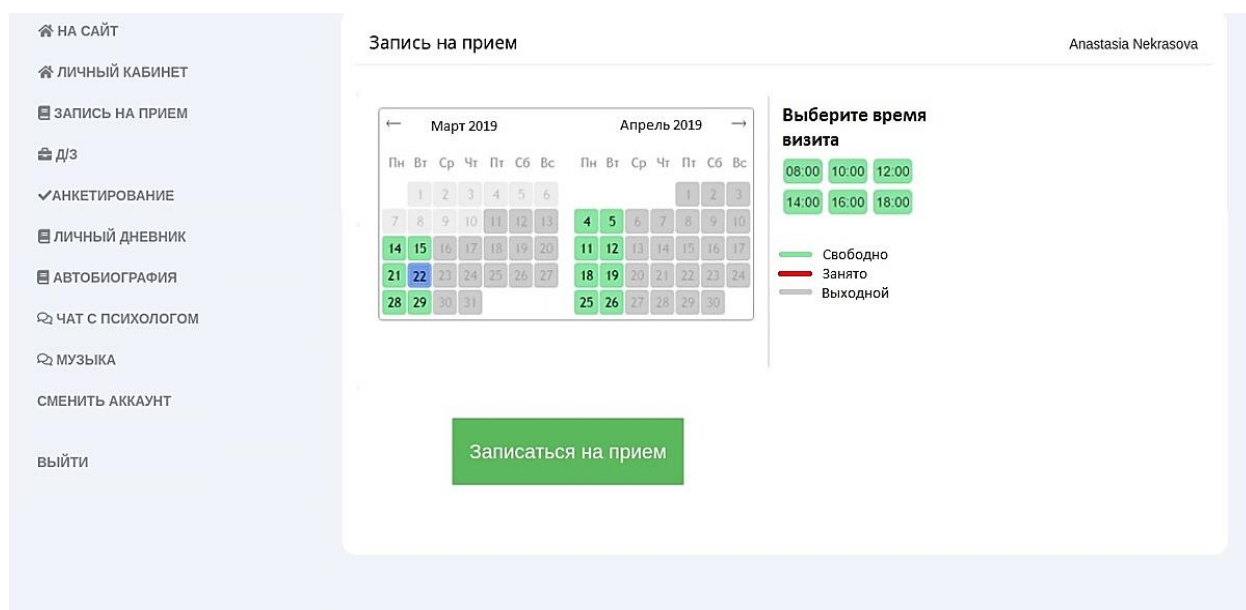 НА САЙТ
ЛИЧНЫЙ КАБИНЕТ
ЗАПИСЬ НА ПРИЕМ
Д/З
АНКЕТИРОВАНИЕ
ЛИЧНЫЙ ДНЕВНИК
АВТОБИОГРАФИЯ
ЧАТ С ПСИХОЛОГОМ
МУЗЫКА
СМЕНИТЬ АККАУНТ
ВЫЙТИ
Запись на прием
Anastasia Nekrasova
← Март 2019
Пн Вт Ср Чт Пт Сб Вс
1 2 3 4 5 6
7 8 9 10 11 12 13
14 15 16 17 18 19 20
21 22 23 24 25 26 27
28 29 30 31
Апрель 2019 →
Пн Вт Ср Чт Пт Сб Вс
1 2 3
4 5 6 7 8 9 10
11 12 13 14 15 16 17
18 19 20 21 22 23 24
25 26 27 28 29 30
Выберите время
визита
08:00 10:00 12:00
14:00 16:00 18:00
Свободно
Занято
Выходной
Записаться на прием